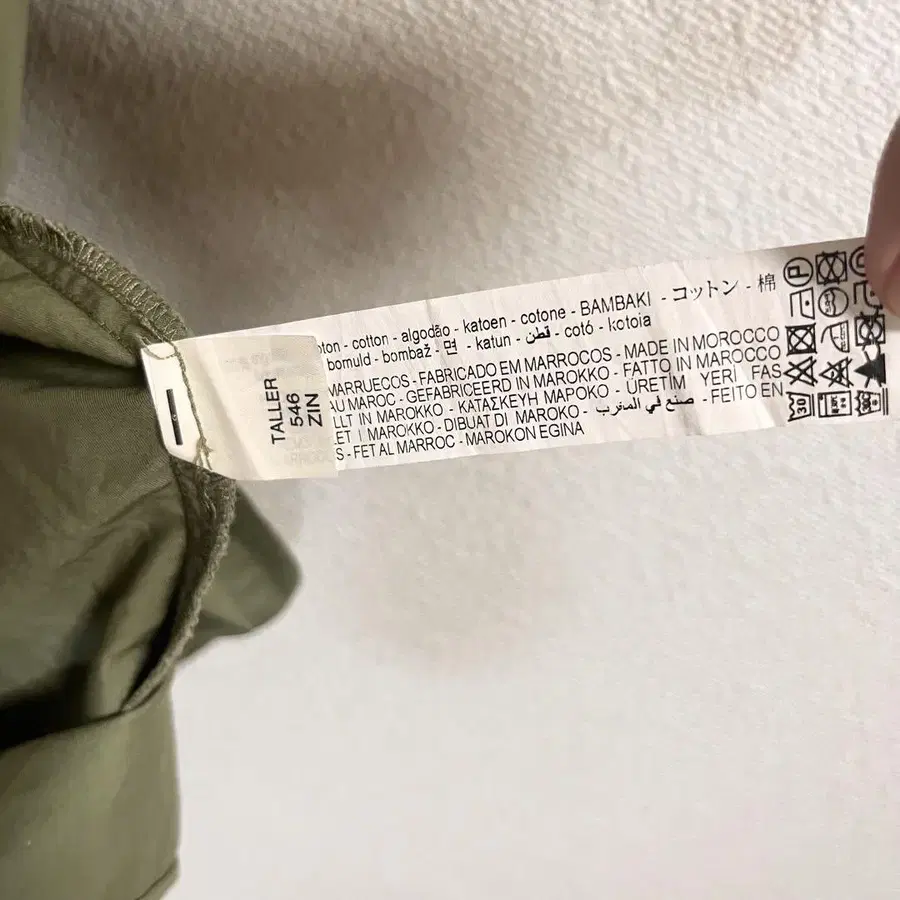 TALLER
546
ZIN
ton - cotton - algodão - katoen - cotone - BAMBAKI - コットン - 棉
bomuld - bombaž - 면 - katun - قطن - cotó - kotoia
MARRUECOS - FABRICADO EM MARROCOS - MADE IN MOROCCO
AU MAROC - GEFABRICEERD IN MAROKKO - FATTO IN MAROCCO
LLT IN MAROKKO - ΚΑΤΑΣΚΕΥΗ ΜΑΡΟΚΟ - ÜRETİM YERİ FAS
LET I MAROKKO - DIBUAT DI MAROKO - صنع في المغرب - FEITO EN
S - FET AL MARROC - MAROKON EGINA
P
30